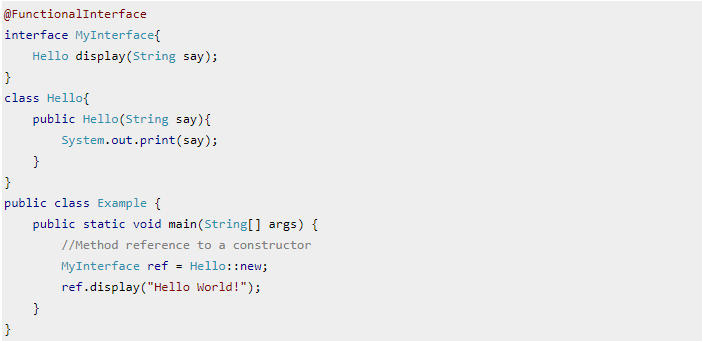 @FunctionalInterface
interface MyInterface{
    Hello display(String say);
}
class Hello{
    public Hello(String say){
        System.out.print(say);
    }
}
public class Example {
    public static void main(String[] args) {
        //Method reference to a constructor
        MyInterface ref = Hello::new;
        ref.display("Hello World!");
    }
}